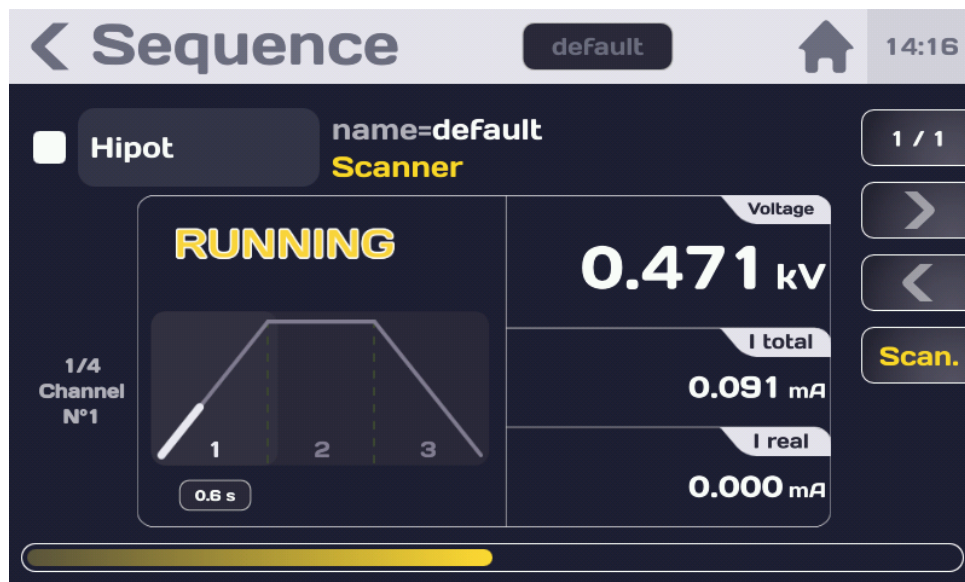 Sequence
default
14:16
Hipot
name=default
Scanner
1 / 1
RUNNING
Voltage
0.471 kV
I total
0.091 mA
Scan.
1/4
Channel
N°1
1 2 3
0.6 s
I real
0.000 mA